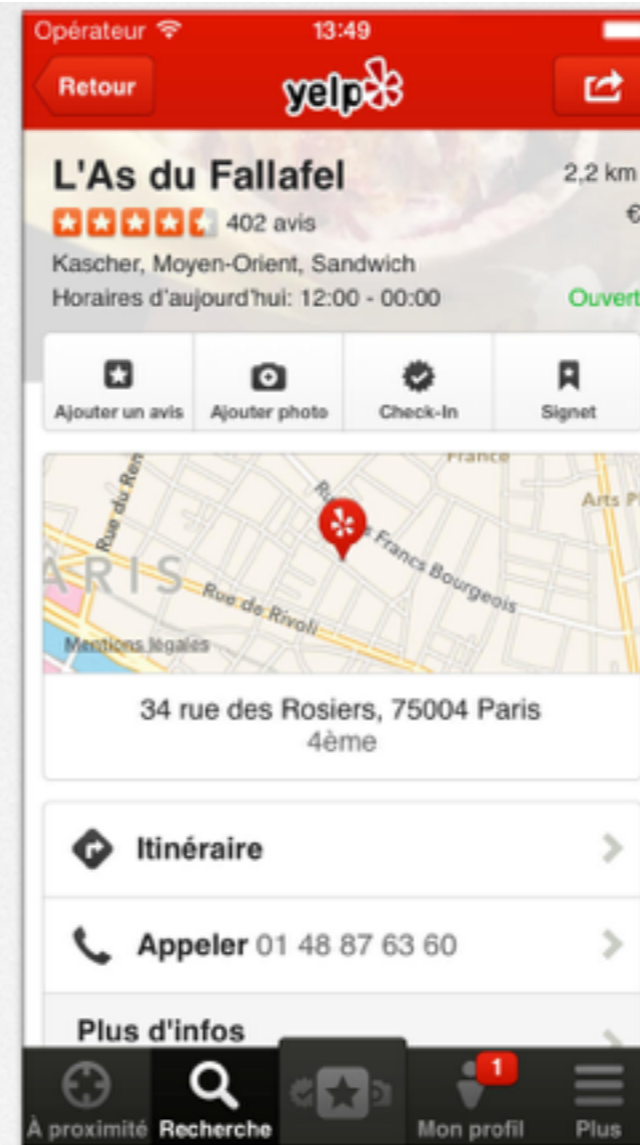 Opérateur 13:49
Retour
yelp
L'As du Fallafel
2,2 km
402 avis
€
Kascher, Moyen-Orient, Sandwich
Horaires d'aujourd'hui: 12:00 - 00:00
Ouvert
Ajouter un avis
Ajouter photo
Check-In
Signet
France
Rue du Ren
Arts
Francs Bourgeois
ARIS
Rue de Rivoli
Mentions légales
34 rue des Rosiers, 75004 Paris
4ème
Itinéraire
Appeler 01 48 87 63 60
Plus d'infos
1
À proximité
Recherche
Mon profil
Plus